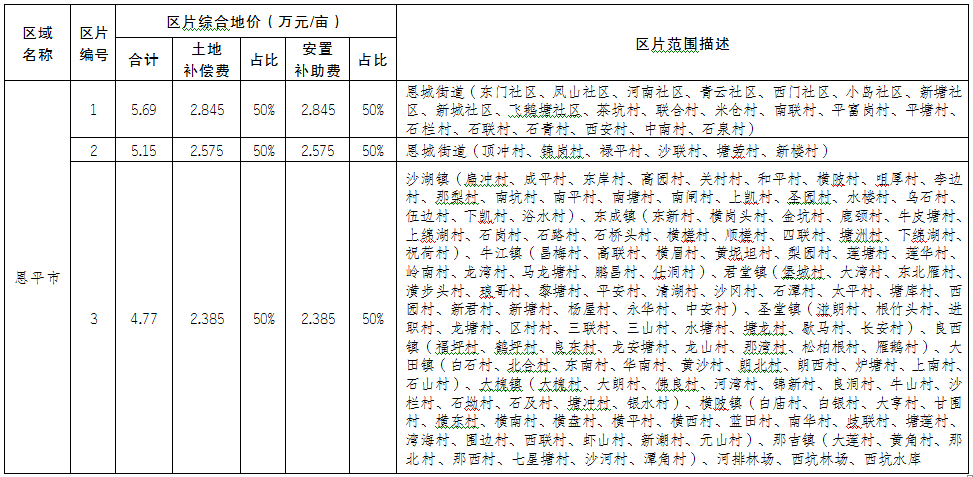 区域
名称
区片
编号
区片综合地价（万元/亩）
合计
土地
补偿费
占比
安置
补助费
占比
区片范围描述
恩平市
1
5.69
2.845
50%
2.845
50%
恩城街道（东门社区、凤山社区、河南社区、青云社区、西门社区、小岛社区、新塘社
区、新城社区、飞鹅塘社区、茶坑村、联合村、米仓村、南联村、平富岗村、平塘村、
石栏村、石联村、石青村、西安村、中南村、石泉村）
2
5.15
2.575
50%
2.575
50%
恩城街道（顶冲村、锦岗村、禄平村、沙联村、塘劳村、新楼村）
3
4.77
2.385
50%
2.385
50%
沙湖镇（扁冲村、成平村、东岸村、高园村、关村村、和平村、横陂村、咀厚村、李边
村、那梨村、南坑村、南平村、南塘村、南闸村、上凯村、圣园村、水楼村、乌石村、
伍边村、下凯村、浴水村）、东成镇（东新村、横岗头村、金坑村、鹿颈村、牛皮塘村、
上绵湖村、石岗村、石路村、石桥头村、横槎村、顺槎村、四联村、塘洲村、下绵湖村、
祝荷村）、牛江镇（昌梅村、高联村、横眉村、黄坭坦村、梨园村、莲塘村、莲华村、
岭南村、龙湾村、马龙塘村、鹏昌村、仕洞村）、君堂镇（堡城村、大湾村、东北雁村、
潢步头村、琅哥村、黎塘村、平安村、清湖村、沙冈村、石潭村、太平村、塘库村、西
园村、新君村、新塘村、杨屋村、永华村、中安村）、圣堂镇（湴朗村、根竹头村、进
职村、龙塘村、区村村、三联村、三山村、水塘村、塘龙村、歇马村、长安村）、良西
镇（福坪村、鹤坪村、良东村、龙安塘村、龙山村、那湾村、松柏根村、雁鹅村）、大
田镇（白石村、北合村、东南村、华南村、黄沙村、朗北村、朗西村、炉塘村、上南村、
石山村）、大槐镇（大槐村、大朗村、佛良村、河湾村、锦新村、良洞村、牛山村、沙
栏村、石㘭村、石及村、塘冲村、银水村）、横陂镇（白庙村、白银村、大亨村、甘围
村、横东村、横南村、横盘村、横平村、横西村、蓝田村、南华村、歧联村、塘莲村、
湾海村、围边村、西联村、虾山村、新潮村、元山村）、那吉镇（大莲村、黄角村、那
北村、那西村、七星塘村、沙河村、潭角村）、河排林场、西坑林场、西坑水库